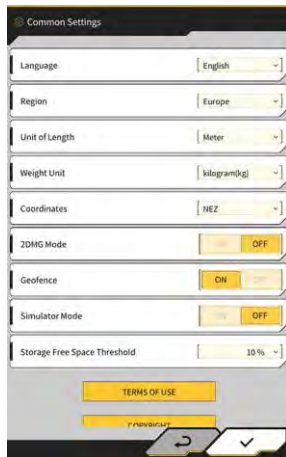 Common Settings
Language English
Region Europe
Unit of Length Meter
Weight Unit kilogram(kg)
Coordinates NEZ
2DMG Mode OFF
Geofence ON
Simulator Mode OFF
Storage Free Space Threshold 10 %
TERMS OF USE
COPYRIGHT